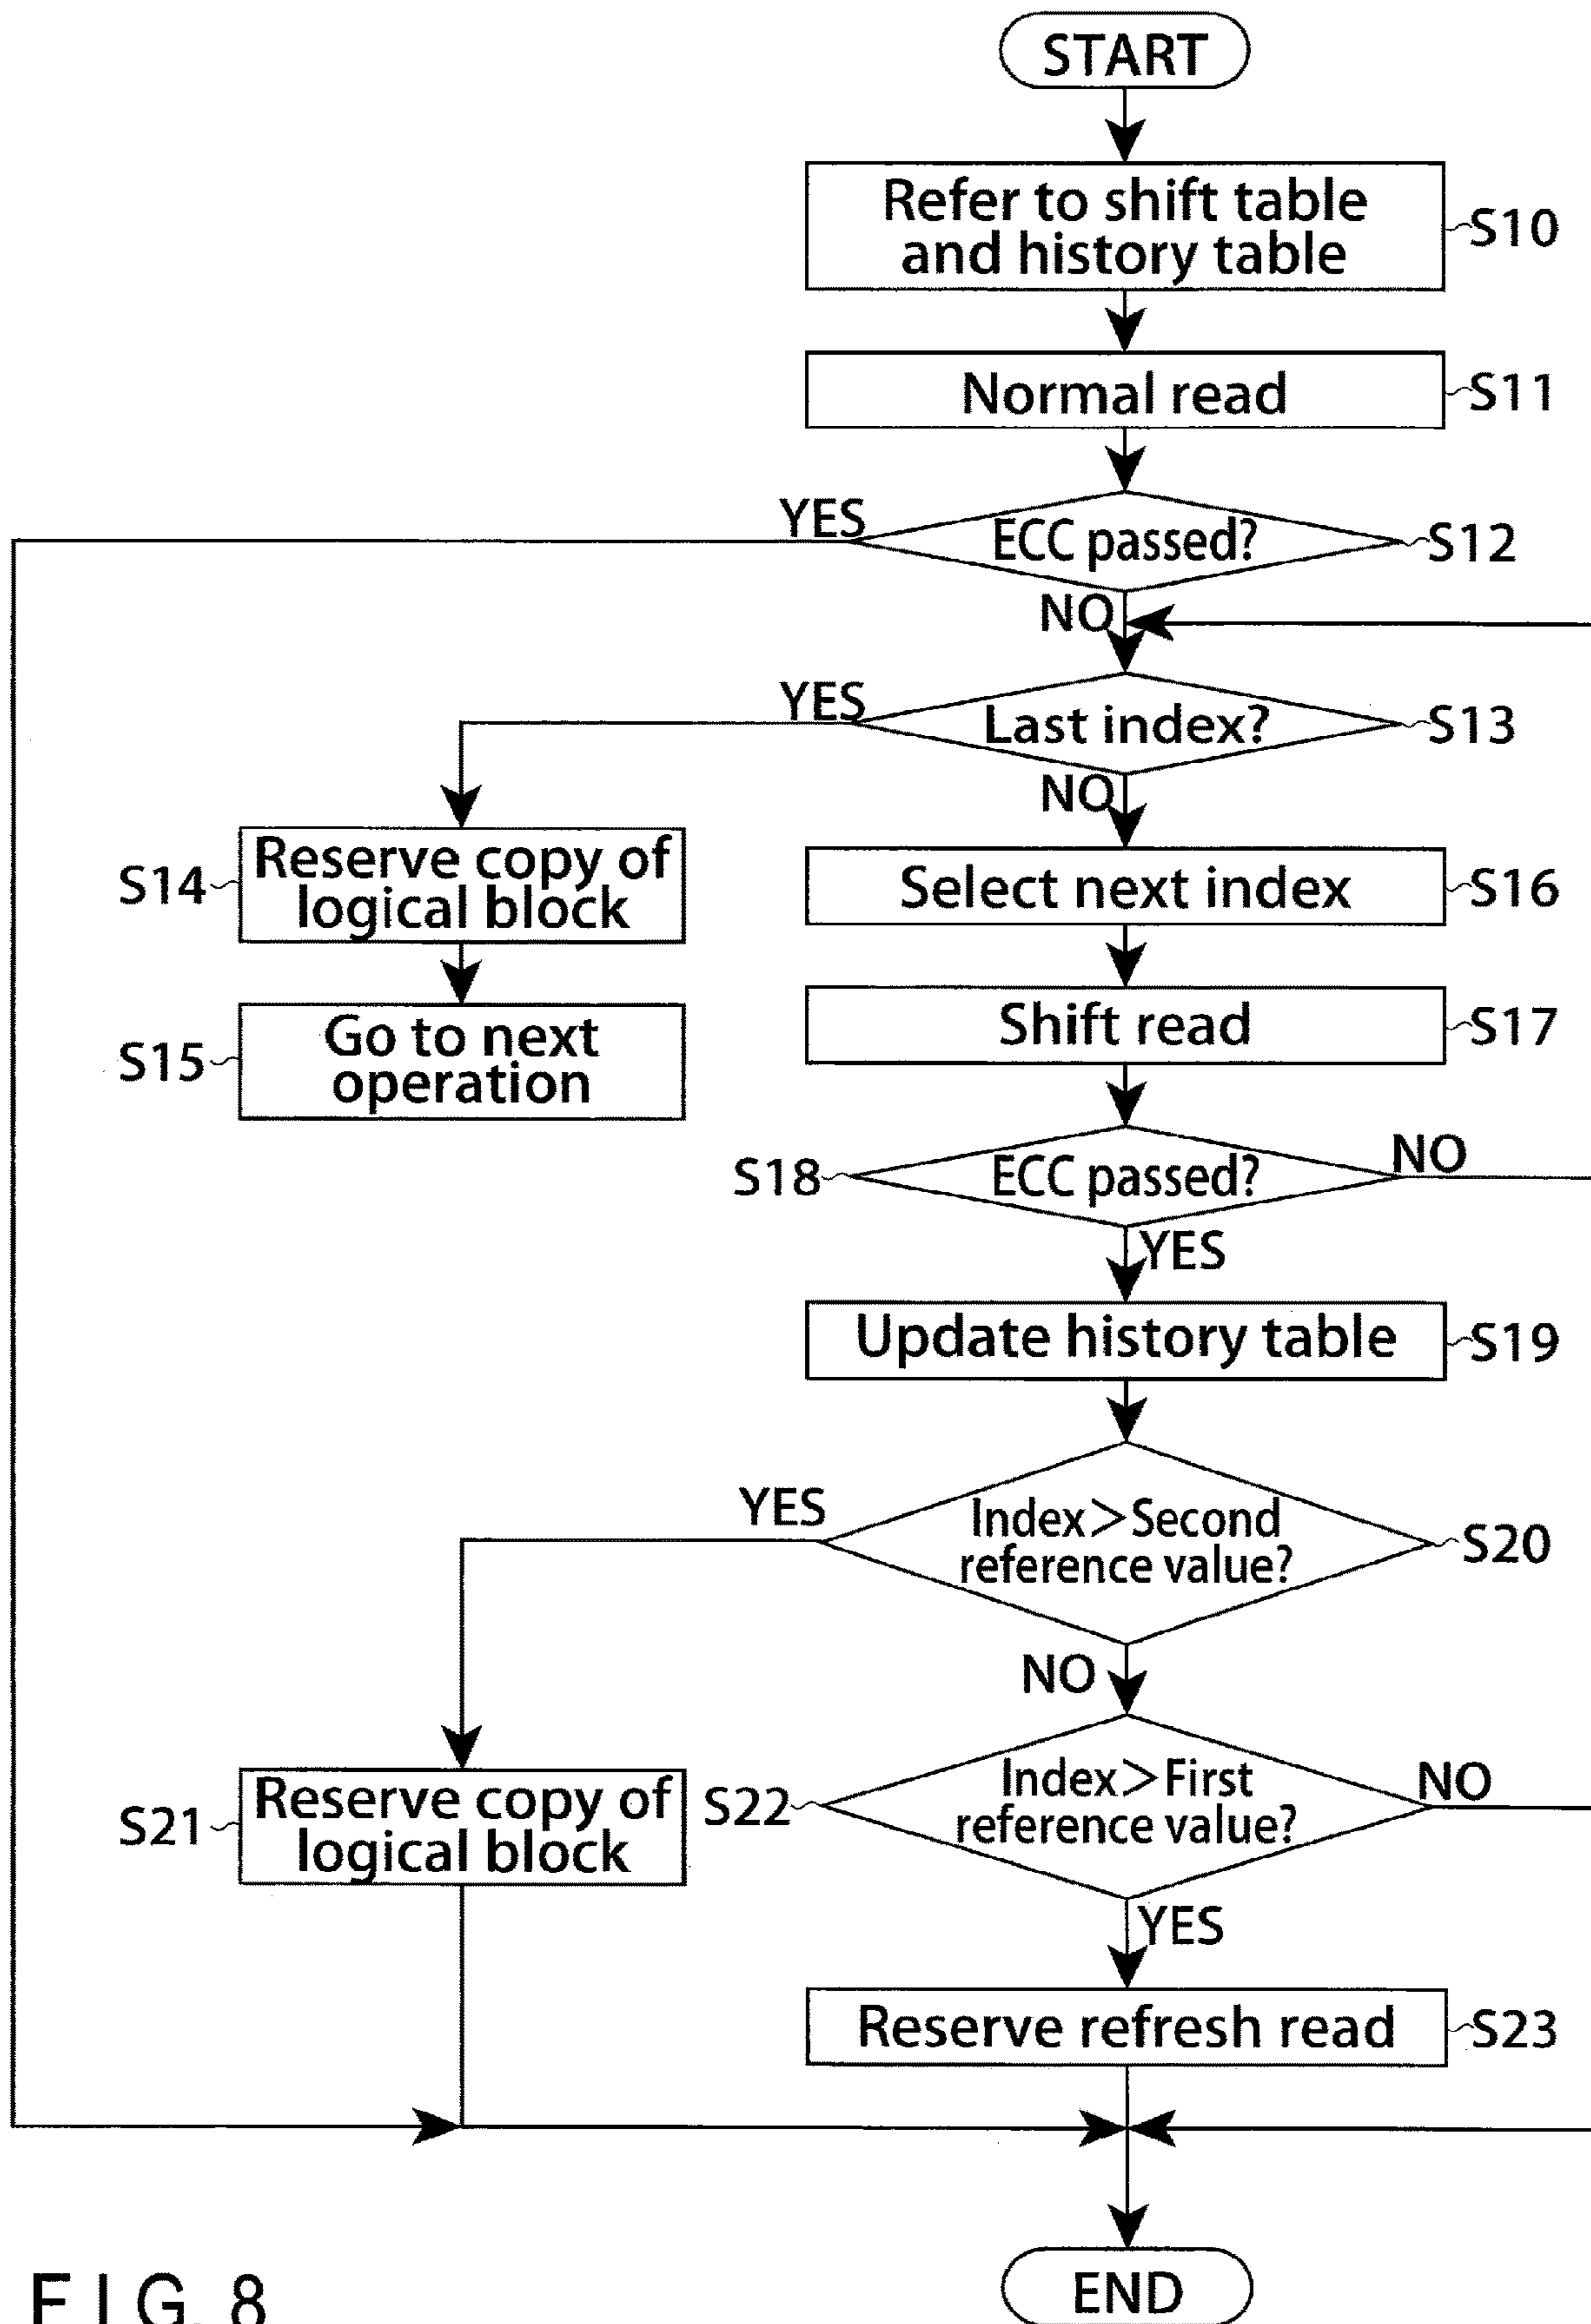 START
Refer to shift table
and history table
S10
Normal read
S11
YES
ECC passed?
S12
NO
YES
Last index?
S13
NO
S14
Reserve copy of
logical block
Select next index
S16
S15
Go to next
operation
Shift read
S17
S18
ECC passed?
NO
YES
Update history table
S19
YES
Index>Second
reference value?
S20
NO
S21
Reserve copy of
logical block
S22
Index>First
reference value?
NO
YES
Reserve refresh read
S23
END
FIG. 8